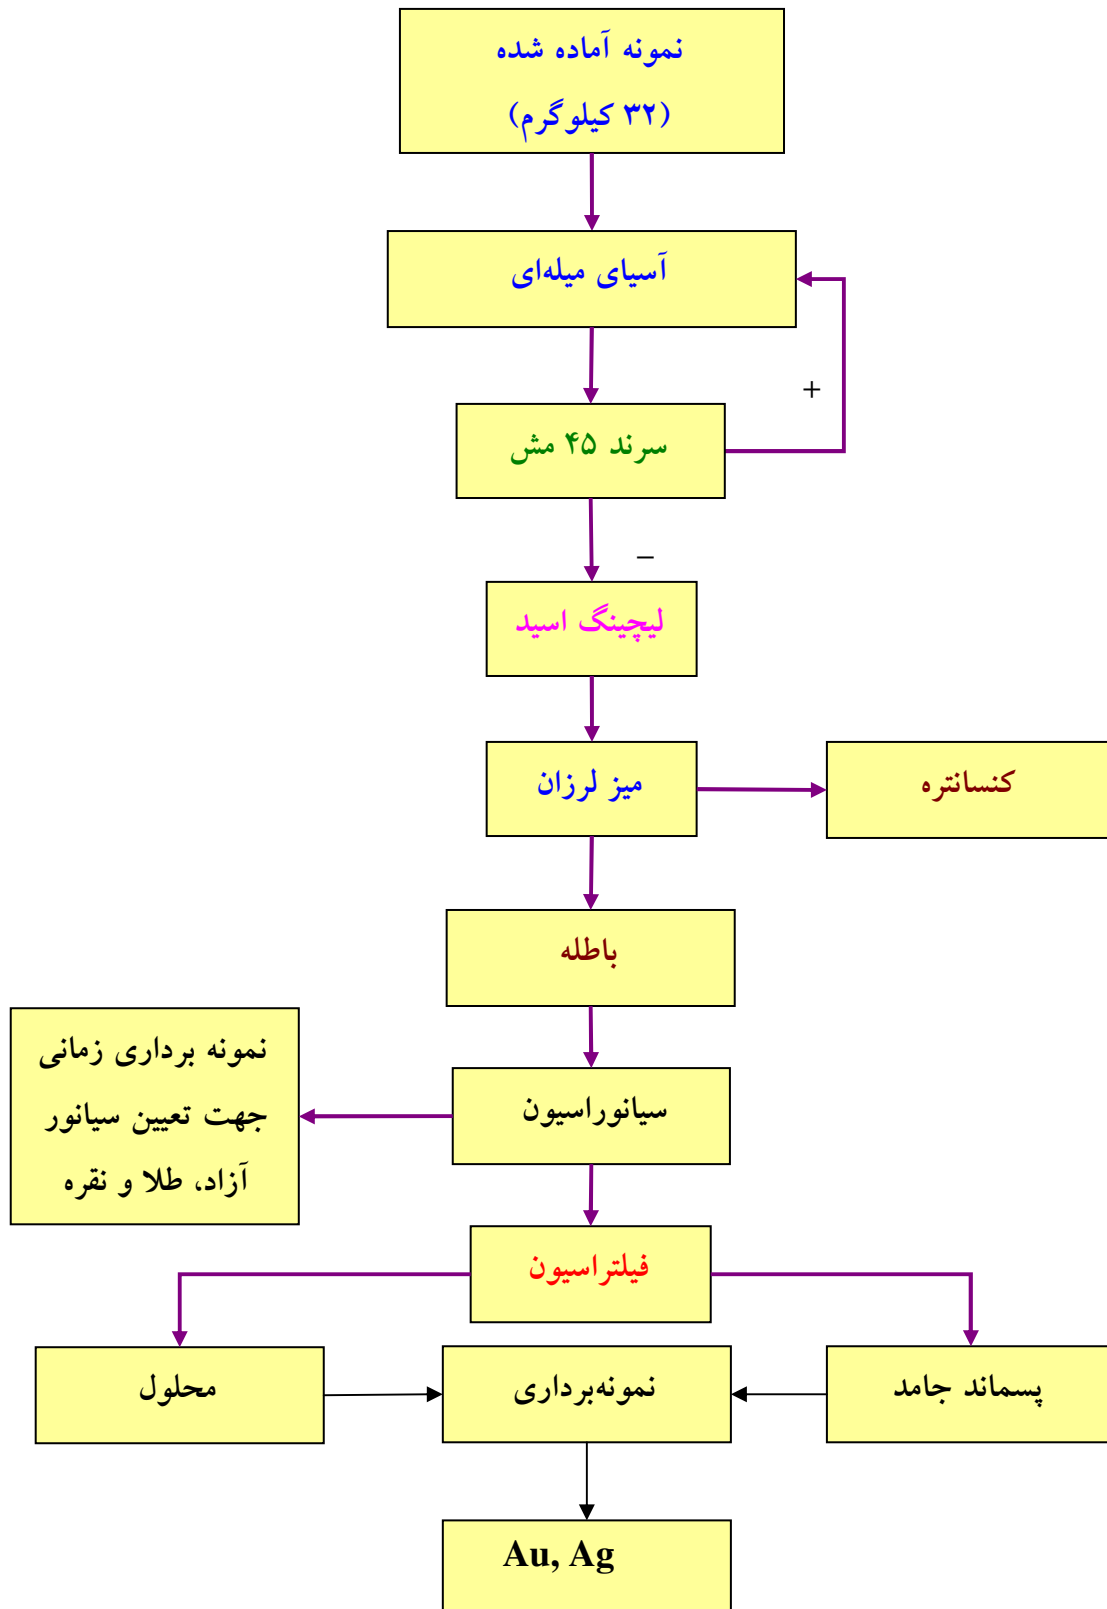 نمونه آماده شده
(۳۲ کیلوگرم)
آسیای میله‌ای
+
سرند ۴۵ مش
–
لیچینگ اسید
میز لرزان
کنسانتره
باطله
نمونه برداری زمانی
جهت تعیین سیانور
آزاد، طلا و نقره
سیانوراسیون
فیلتراسیون
پسماند جامد
نمونه‌برداری
محلول
Au, Ag